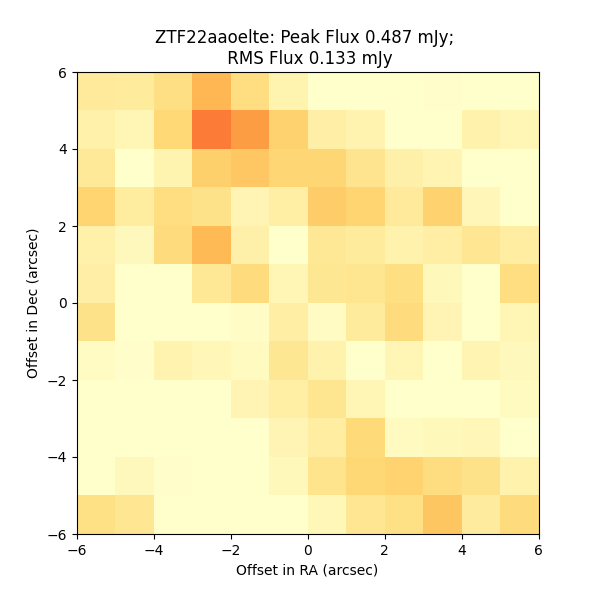 ZTF22aaoelte: Peak Flux 0.487 mJy;
RMS Flux 0.133 mJy
6
4
2
0
−2
−4
−6
Offset in Dec (arcsec)
−6 −4 −2 0 2 4 6
Offset in RA (arcsec)